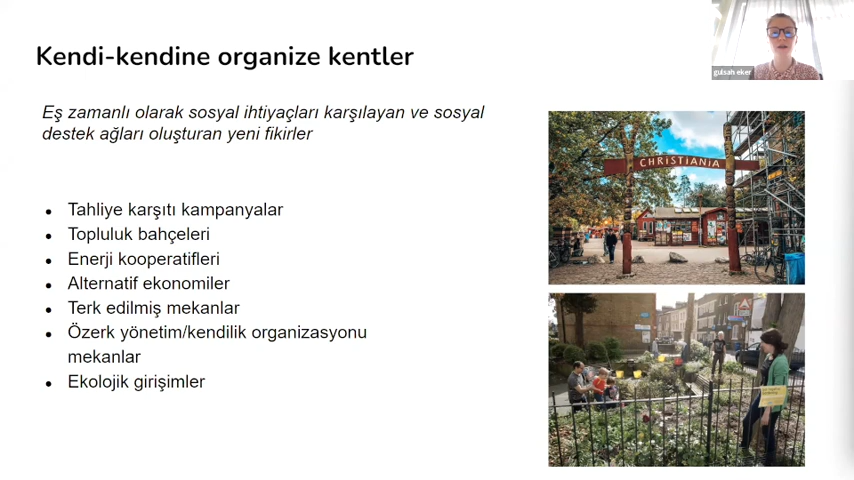 Kendi-kendine organize kentler
gulsah eker
Eş zamanlı olarak sosyal ihtiyaçları karşılayan ve sosyal
destek ağları oluşturan yeni fikirler
● Tahliye karşıtı kampanyalar
● Topluluk bahçeleri
● Enerji kooperatifleri
● Alternatif ekonomiler
● Terk edilmiş mekanlar
● Özerk yönetim/kendilik organizasyonu
mekanlar
● Ekolojik girişimler
CHRISTIANIA